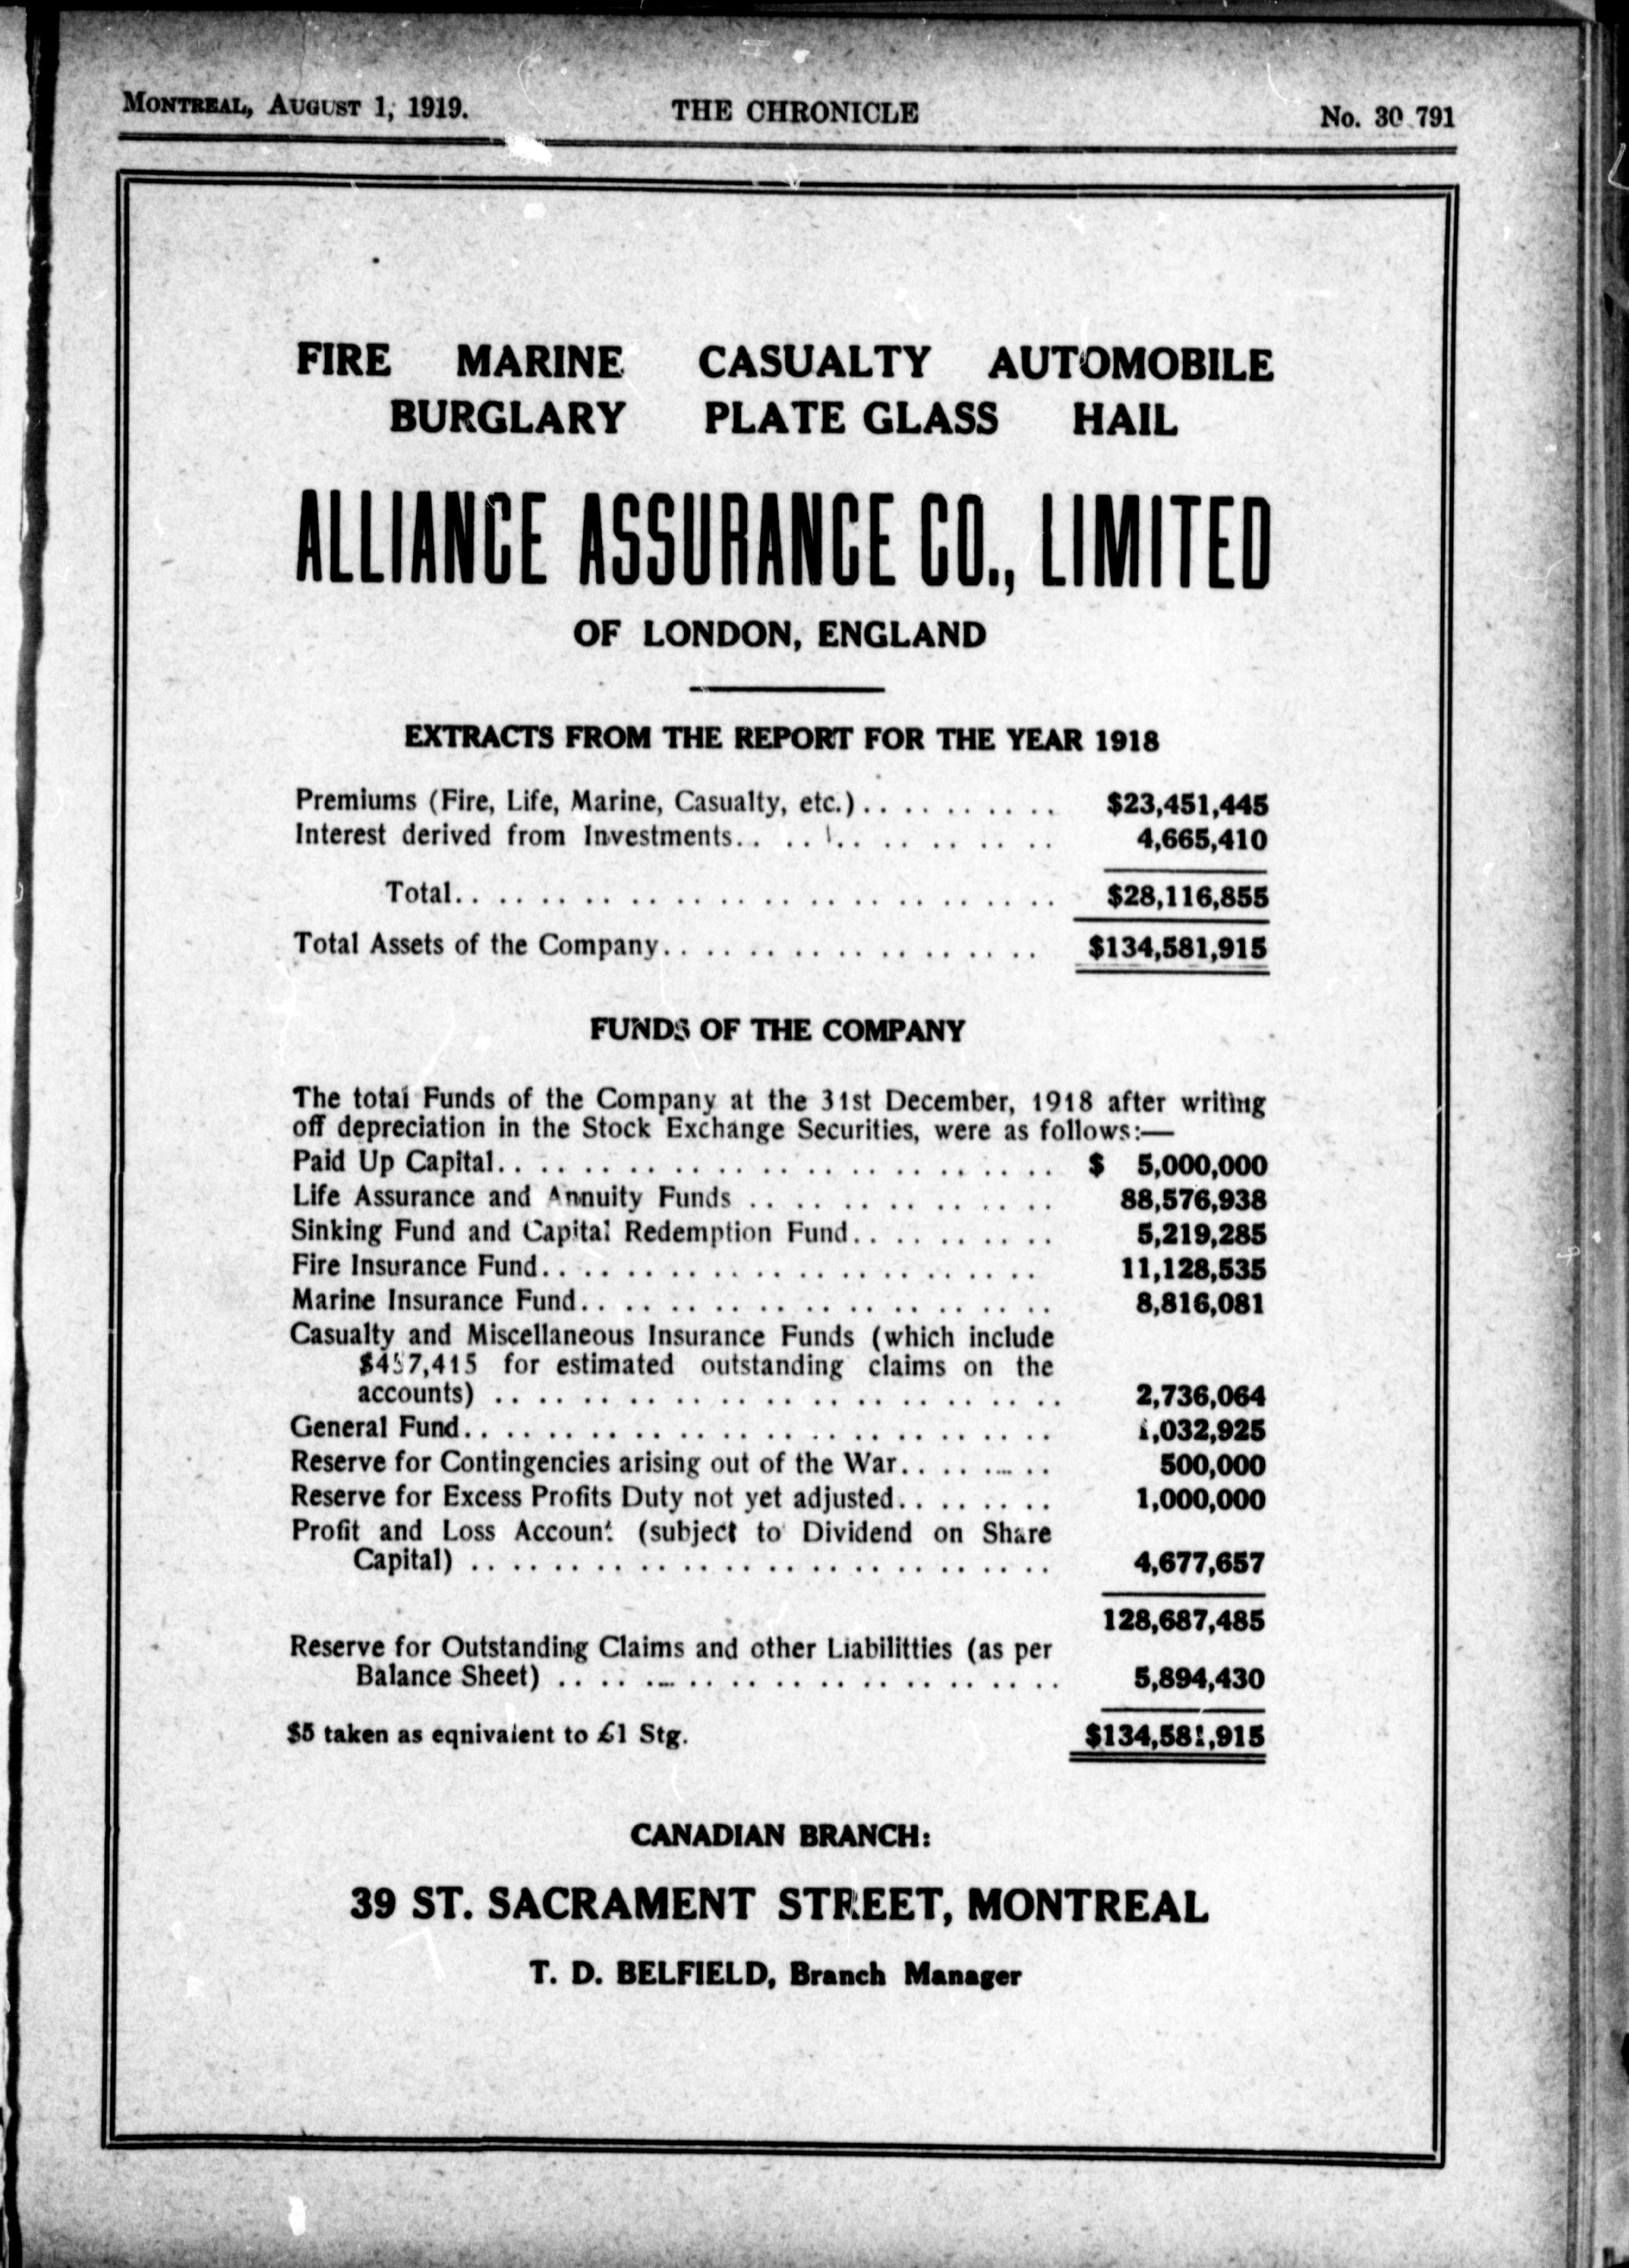 MONTREAL, AUGUST 1, 1919. THE CHRONICLE No. 30 791
FIRE MARINE CASUALTY AUTOMOBILE
BURGLARY PLATE GLASS HAIL
ALLIANCE ASSURANCE CO., LIMITED
OF LONDON, ENGLAND
EXTRACTS FROM THE REPORT FOR THE YEAR 1918
Premiums (Fire, Life, Marine, Casualty, etc.).......... $23,451,445
Interest derived from Investments.............. 4,665,410
Total............................ $28,116,855
Total Assets of the Company.................. $134,581,915
FUNDS OF THE COMPANY
The total Funds of the Company at the 31st December, 1918 after writing
off depreciation in the Stock Exchange Securities, were as follows:—
Paid Up Capital.......................... $ 5,000,000
Life Assurance and Annuity Funds .............. 88,576,938
Sinking Fund and Capital Redemption Fund.......... 5,219,285
Fire Insurance Fund....................... 11,128,535
Marine Insurance Fund...................... 8,816,081
Casualty and Miscellaneous Insurance Funds (which include
$457,415 for estimated outstanding claims on the
accounts) .......................... 2,736,064
General Fund........................... 1,032,925
Reserve for Contingencies arising out of the War......... 500,000
Reserve for Excess Profits Duty not yet adjusted........ 1,000,000
Profit and Loss Account (subject to Dividend on Share
Capital) ........................... 4,677,657
128,687,485
Reserve for Outstanding Claims and other Liabilitties (as per
Balance Sheet) ....................... 5,894,430
$5 taken as eqnivalent to £1 Stg. $134,581,915
CANADIAN BRANCH:
39 ST. SACRAMENT STREET, MONTREAL
T. D. BELFIELD, Branch Manager